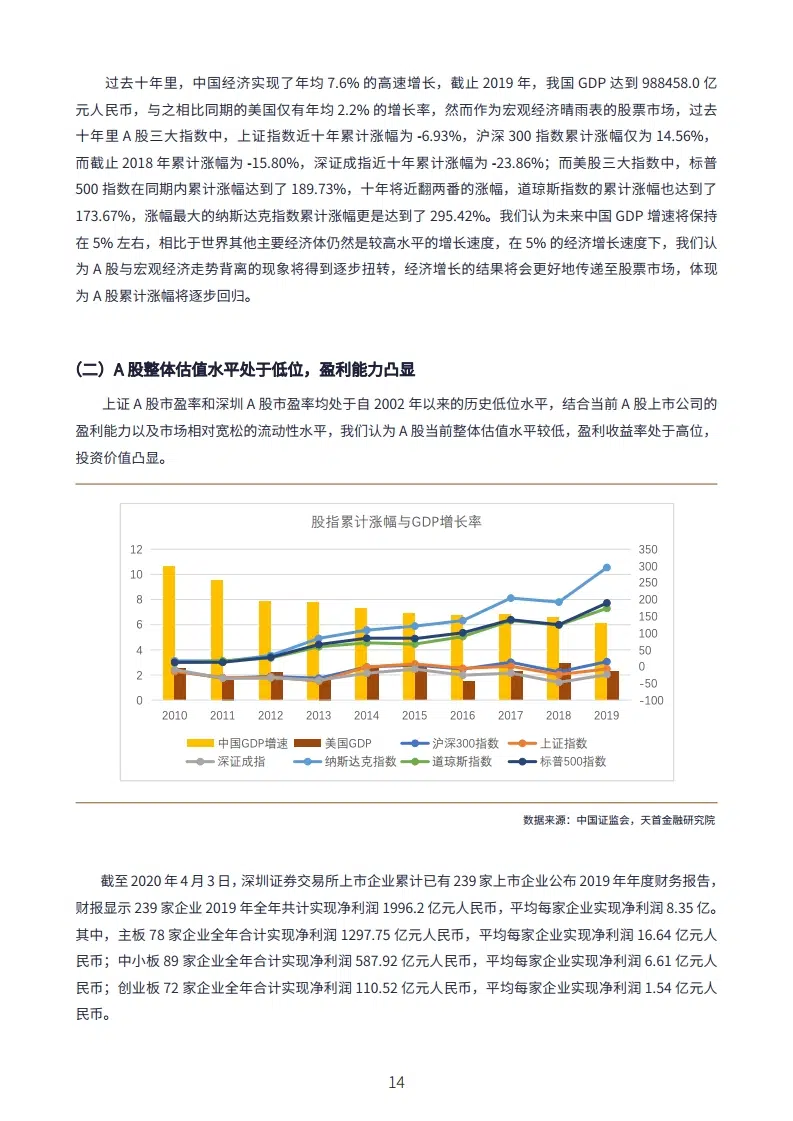 过去十年里，中国经济实现了年均 7.6% 的高速增长，截止 2019 年，我国 GDP 达到 988458.0 亿
元人民币，与之相比同期的美国仅有年均 2.2% 的增长率，然而作为宏观经济晴雨表的股票市场，过去
十年里 A 股三大指数中，上证指数近十年累计涨幅为 -6.93%，沪深 300 指数累计涨幅仅为 14.56%，
而截止 2018 年累计涨幅为 -15.80%，深证成指近十年累计涨幅为 -23.86%；而美股三大指数中，标普
500 指数在同期内累计涨幅达到了 189.73%，十年将近翻两番的涨幅，道琼斯指数的累计涨幅也达到了
173.67%，涨幅最大的纳斯达克指数累计涨幅更是达到了 295.42%。我们认为未来中国 GDP 增速将保持
在 5% 左右，相比于世界其他主要经济体仍然是较高水平的增长速度，在 5% 的经济增长速度下，我们认
为 A 股与宏观经济走势背离的现象将得到逐步扭转，经济增长的结果将会更好地传递至股票市场，体现
为 A 股累计涨幅将逐步回归。
（二）A 股整体估值水平处于低位，盈利能力凸显
上证 A 股市盈率和深圳 A 股市盈率均处于自 2002 年以来的历史低位水平，结合当前 A 股上市公司的
盈利能力以及市场相对宽松的流动性水平，我们认为 A 股当前整体估值水平较低，盈利收益率处于高位，
投资价值凸显。
股指累计涨幅与GDP增长率
12 350
10 300
8 250
6 200
4 150
2 100
0 50
0
-50
-100
2010 2011 2012 2013 2014 2015 2016 2017 2018 2019
中国GDP增速 美国GDP 沪深300指数 上证指数
深证成指 纳斯达克指数 道琼斯指数 标普500指数
数据来源：中国证监会，天首金融研究院
截至 2020 年 4 月 3 日，深圳证券交易所上市企业累计已有 239 家上市企业公布 2019 年年度财务报告，
财报显示 239 家企业 2019 年全年共计实现净利润 1996.2 亿元人民币，平均每家企业实现净利润 8.35 亿。
其中，主板 78 家企业全年合计实现净利润 1297.75 亿元人民币，平均每家企业实现净利润 16.64 亿元人
民币；中小板 89 家企业全年合计实现净利润 587.92 亿元人民币，平均每家企业实现净利润 6.61 亿元人
民币；创业板 72 家企业全年合计实现净利润 110.52 亿元人民币，平均每家企业实现净利润 1.54 亿元人
民币。
14